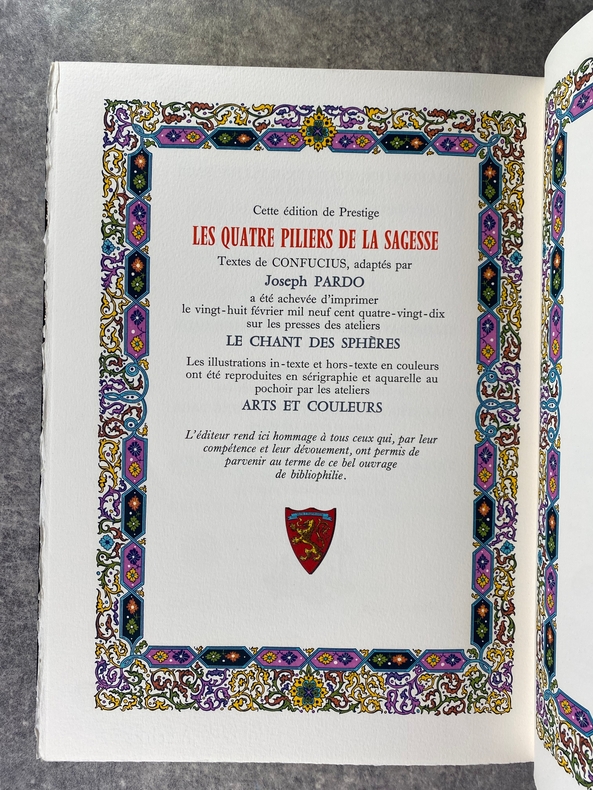 Cette édition de Prestige
LES QUATRE PILIERS DE LA SAGESSE
Textes de CONFUCIUS, adaptés par
Joseph PARDO
a été achevée d'imprimer
le vingt-huit février mil neuf cent quatre-vingt-dix
sur les presses des ateliers
LE CHANT DES SPHÈRES
Les illustrations in-texte et hors-texte en couleurs
ont été reproduites en sérigraphie et aquarelle au
pochoir par les ateliers
ARTS ET COULEURS
L'éditeur rend ici hommage à tous ceux qui, par leur
compétence et leur dévouement, ont permis de
parvenir au terme de ce bel ouvrage
de bibliophilie.